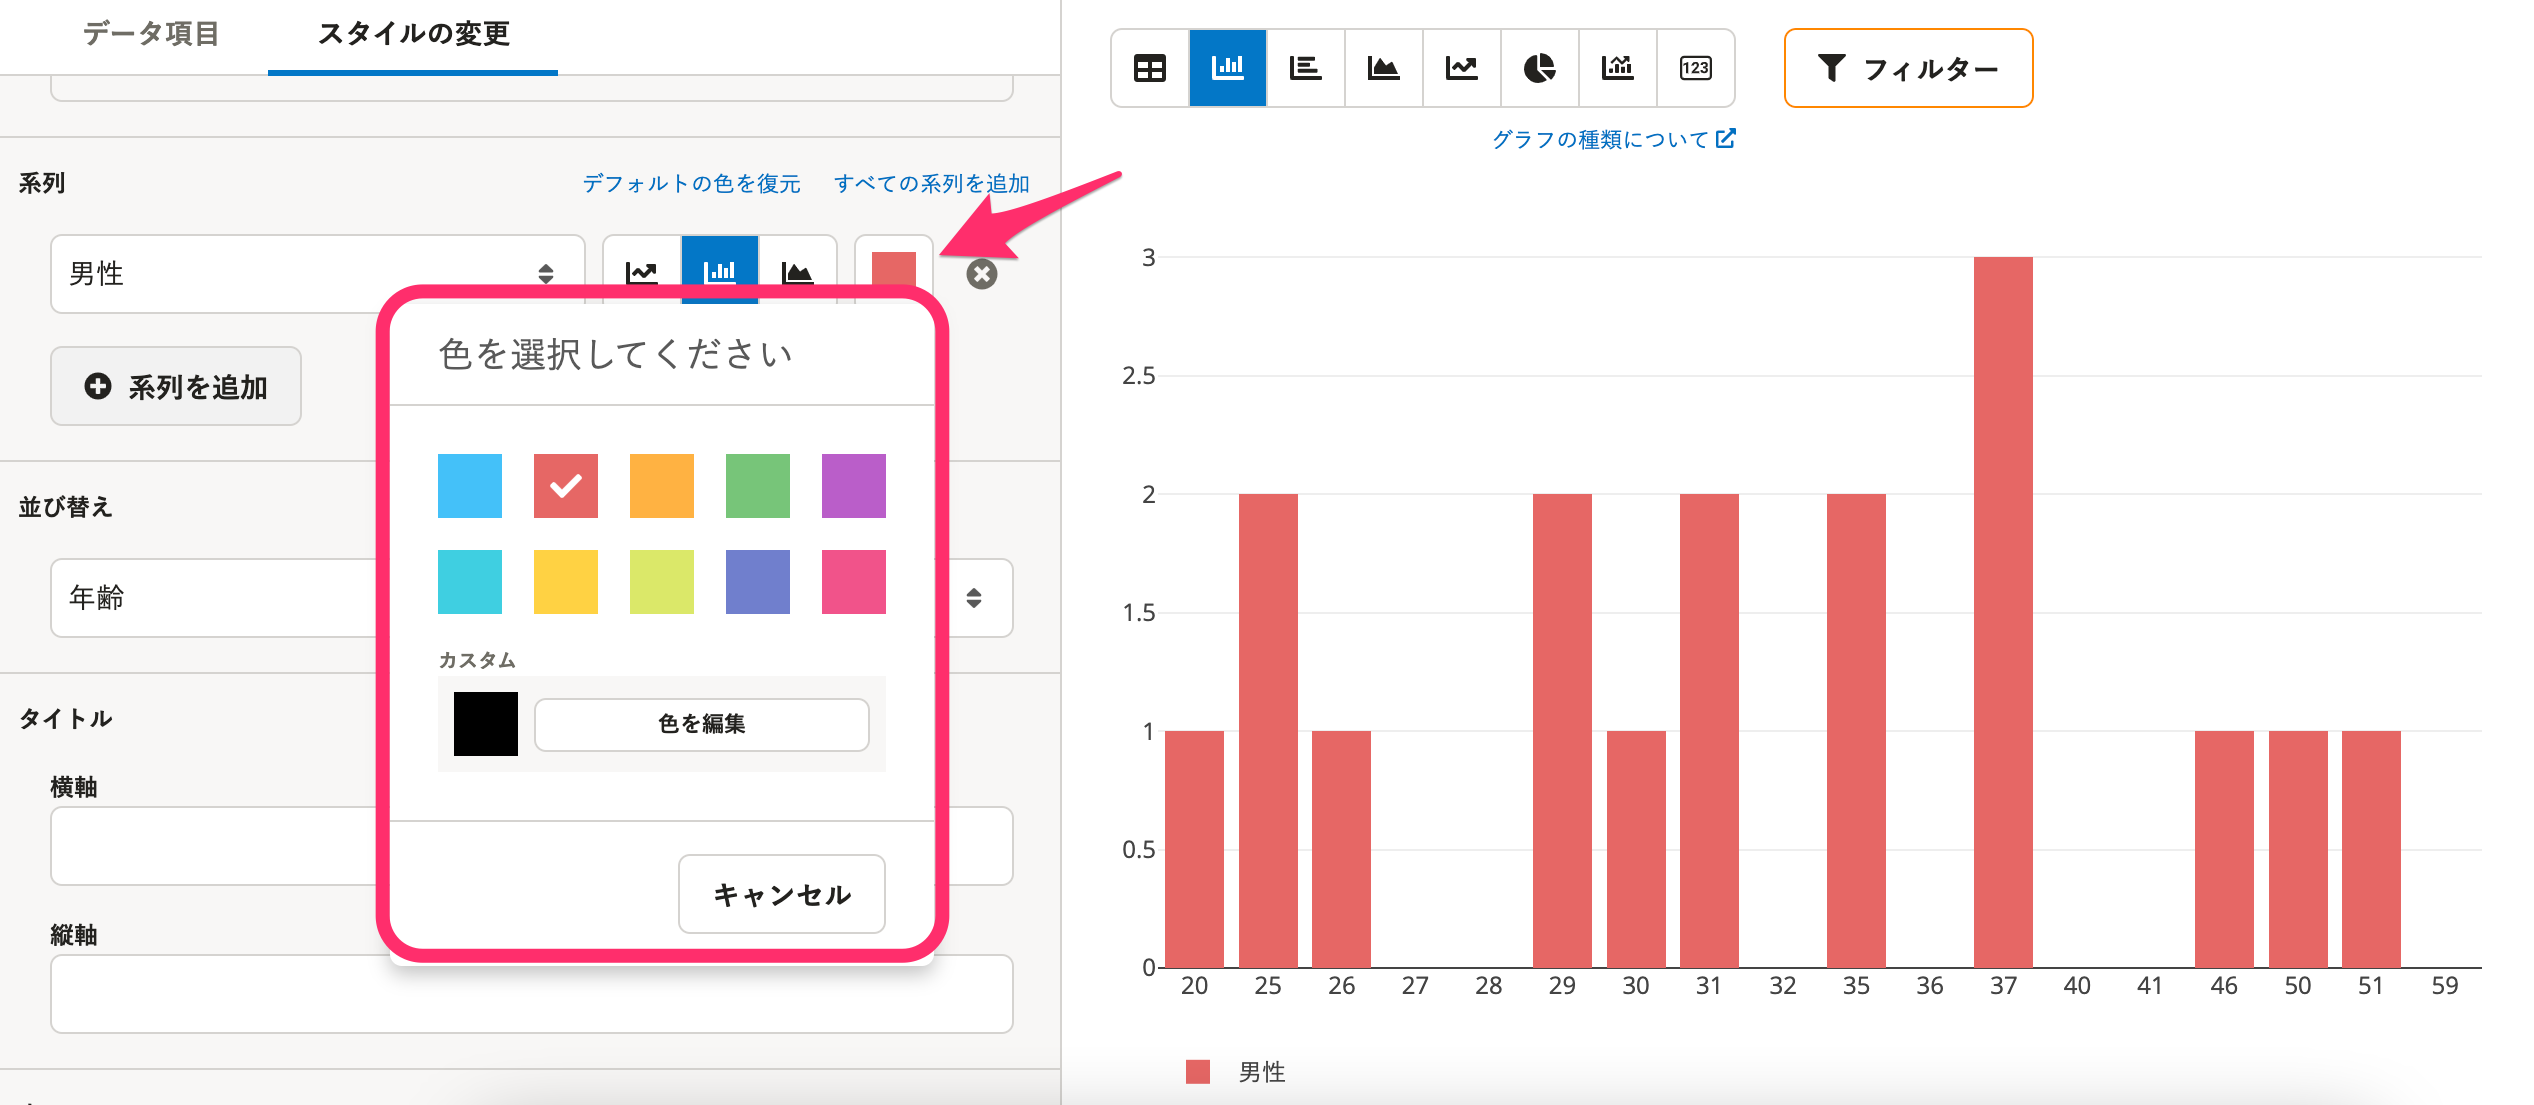 データ項目
スタイルの変更
系列
デフォルトの色を復元
すべての系列を追加
男性
系列を追加
並び替え
年齢
タイトル
横軸
縦軸
色を選択してください
カスタム
色を編集
キャンセル
123
フィルター
グラフの種類について
3
2.5
2
1.5
1
0.5
0
20 25 26 27 28 29 30 31 32 35 36 37 40 41 46 50 51 59
男性